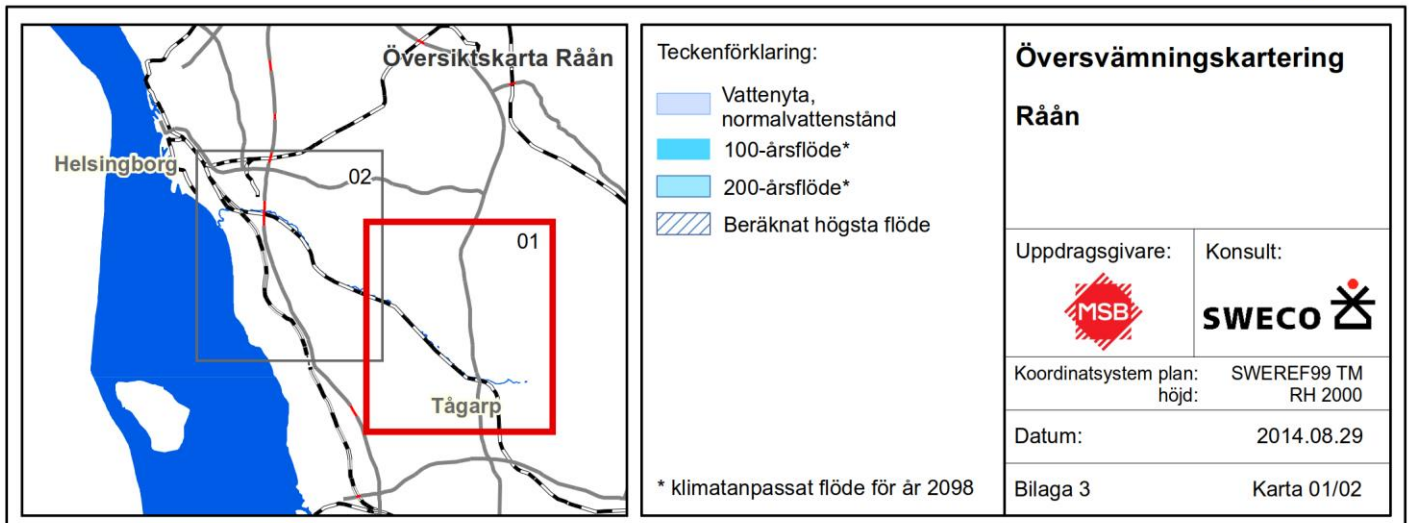 Översiktskarta Råån
Helsingborg
02
01
Tågarp
Teckenförklaring:
Vattenyta,
normalvattenstånd
100-årsflöde*
200-årsflöde*
Beräknat högsta flöde
* klimatanpassat flöde för år 2098
Översvämningskartering
Råån
Uppdragsgivare:
MSB
Konsult:
SWECO
Koordinatsystem plan: SWEREF99 TM
höjd: RH 2000
Datum: 2014.08.29
Bilaga 3 Karta 01/02